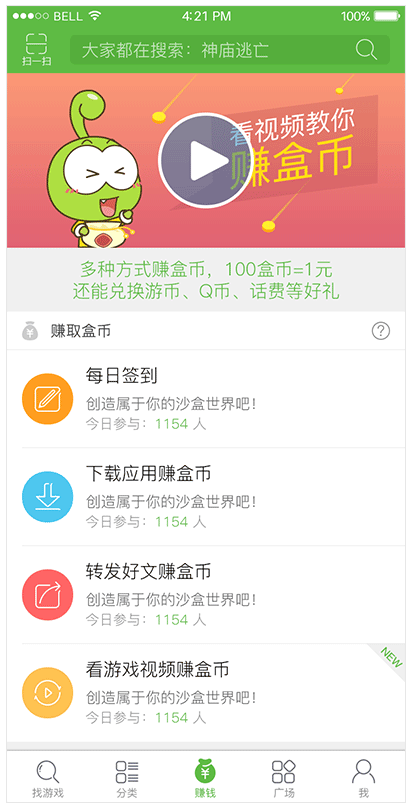 BELL 4:21 PM 100%
扫一扫 大家都在搜索：神庙逃亡
看视频教你
赚盒币
多种方式赚盒币，100盒币=1元
还能兑换游币、Q币、话费等好礼
赚取盒币 ?
每日签到
创造属于你的沙盒世界吧！
今日参与：1154 人
下载应用赚盒币
创造属于你的沙盒世界吧！
今日参与：1154 人
转发好文赚盒币
创造属于你的沙盒世界吧！
今日参与：1154 人
NEW
看游戏视频赚盒币
创造属于你的沙盒世界吧！
今日参与：1154 人
找游戏 分类 赚钱 广场 我